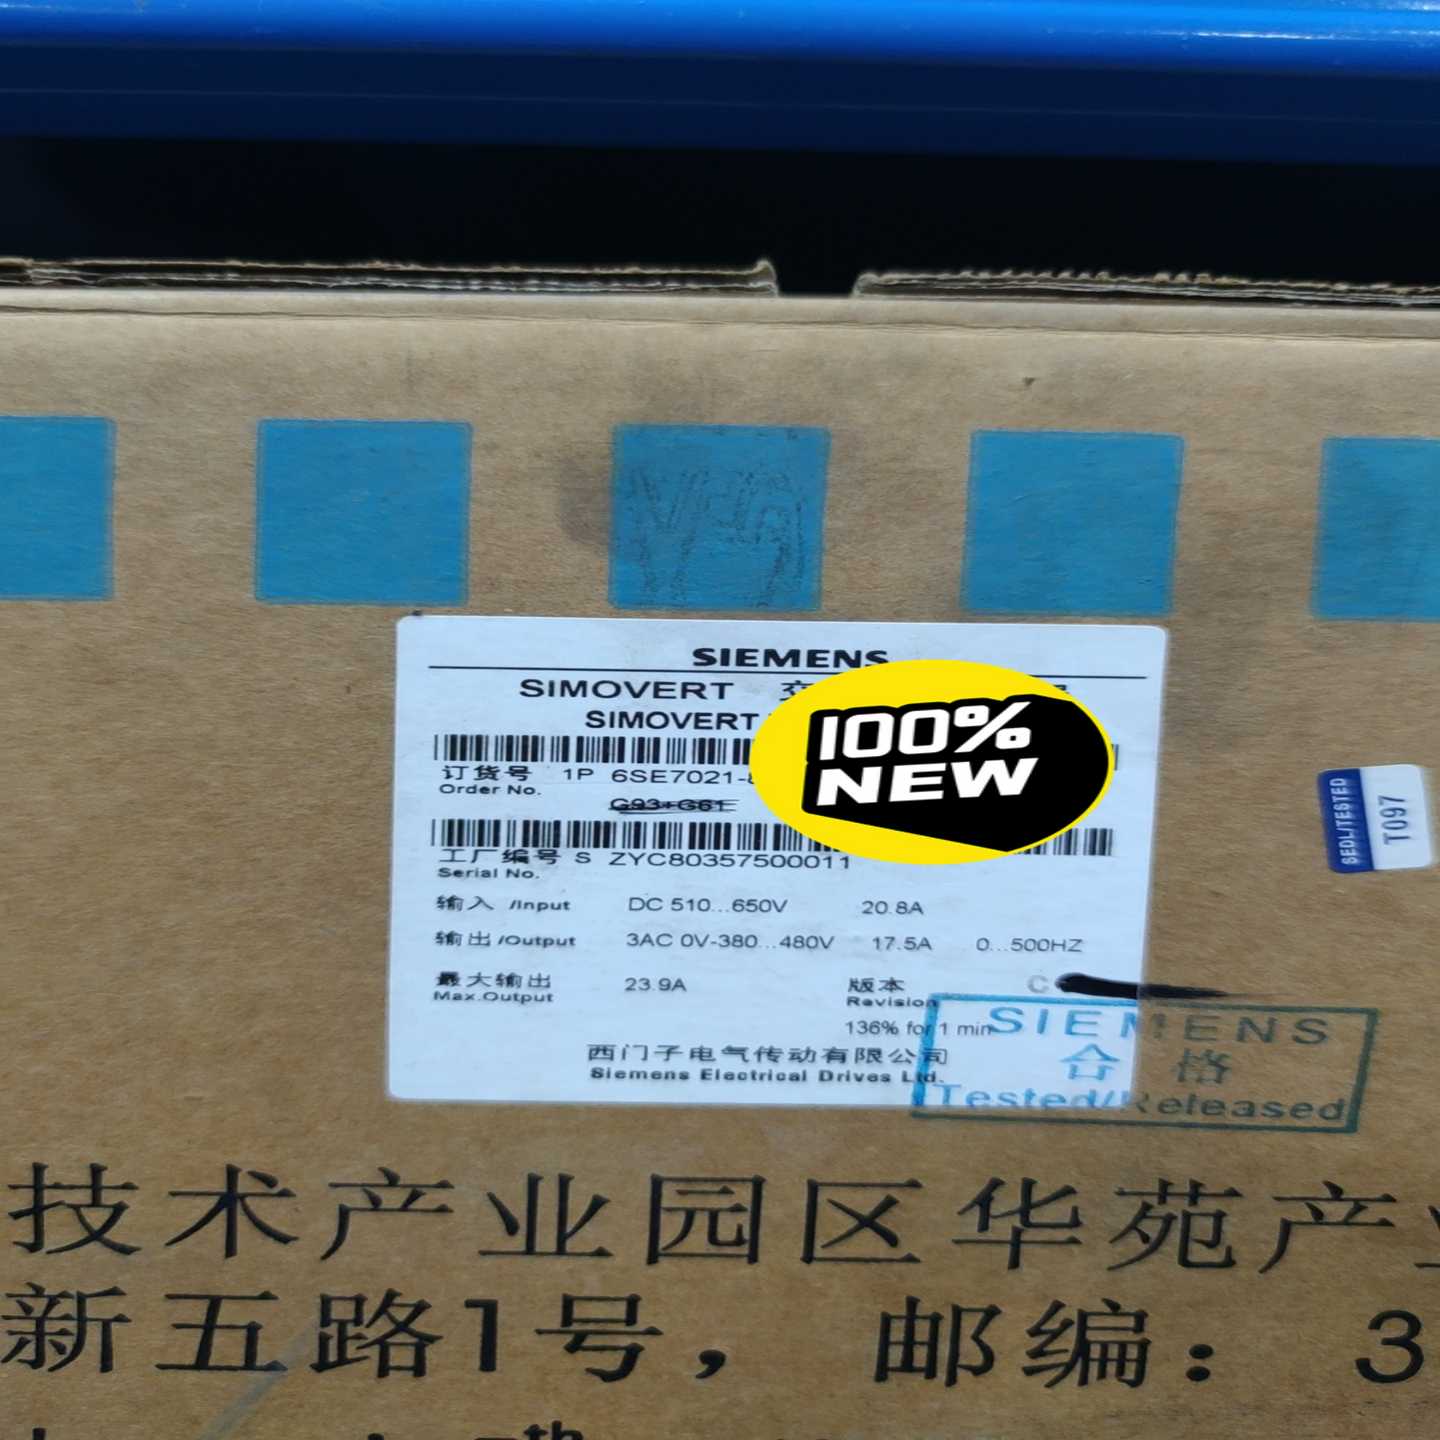 SIEMENS
SIMOVERT
SIMOVERT
100%
NEW
订货号 1P 6SE7021-
Order No.
G93+G61
工厂编号 S ZYC80357500011
Serial No.
SEDL/TESTED
T097
输入 /Input DC 510...650V 20.8A
输出 /Output 3AC 0V-380...480V 17.5A 0...500HZ
最大输出 23.9A 版本 C
Max.Output Revision
136% for 1 min
SIEMENS
西门子电气传动有限公司
合格
Siemens Electrical Drives Ltd.
Tested/Released
技术产业园区华苑产
新五路1号，邮编：3
th